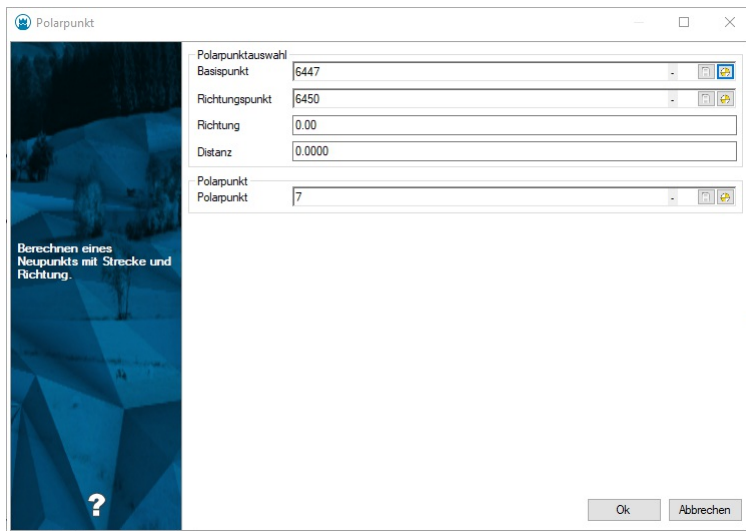 Polarpunkt
Polarpunktauswahl
Basispunkt 6447 -
Richtungspunkt 6450 -
Richtung 0.00
Distanz 0.0000
Polarpunkt
Polarpunkt 7 -
Berechnen eines
Neupunkts mit Strecke und
Richtung.
?
Ok Abbrechen